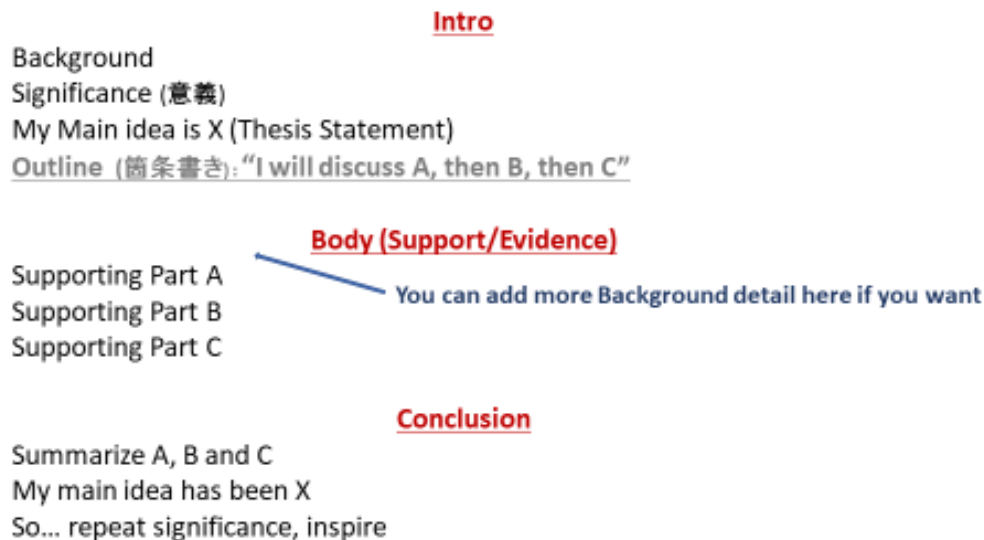 Intro
Background
Significance (意義)
My Main idea is X (Thesis Statement)
Outline (箇条書き): “I will discuss A, then B, then C”
Body (Support/Evidence)
Supporting Part A
You can add more Background detail here if you want
Supporting Part B
Supporting Part C
Conclusion
Summarize A, B and C
My main idea has been X
So... repeat significance, inspire